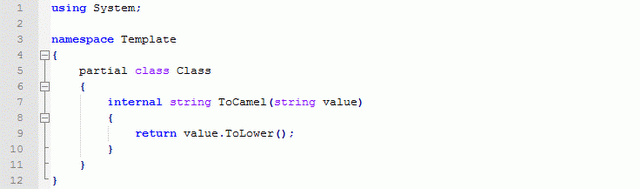 1 using System;
2
3 namespace Template
4 {
5 partial class Class
6 {
7 internal string ToCamel(string value)
8 {
9 return value.ToLower();
10 }
11 }
12 }